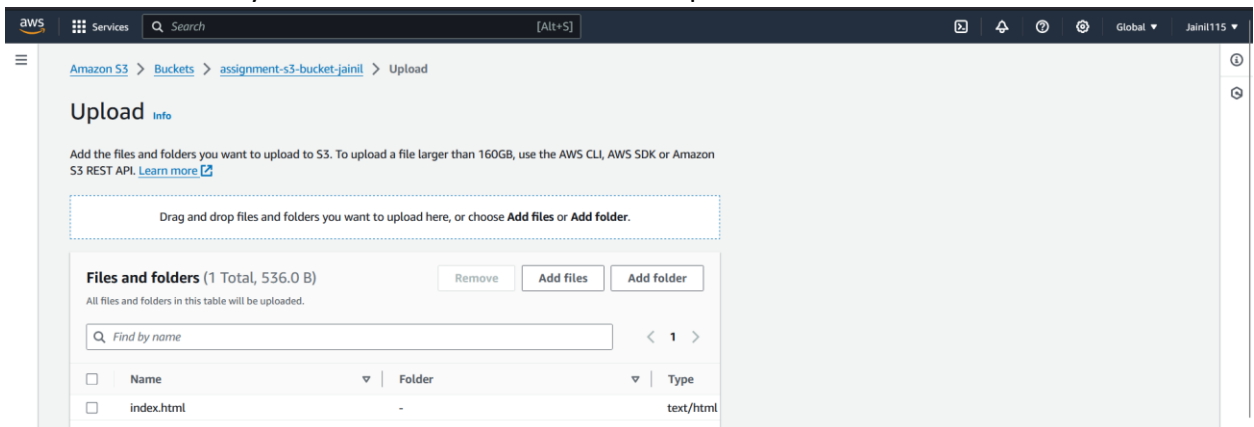 aws Services Search [Alt+S] Global ▼ Jainil115 ▼
Amazon S3 > Buckets > assignment-s3-bucket-jainil > Upload
Upload Info
Add the files and folders you want to upload to S3. To upload a file larger than 160GB, use the AWS CLI, AWS SDK or Amazon
S3 REST API. Learn more
Drag and drop files and folders you want to upload here, or choose Add files or Add folder.
Files and folders (1 Total, 536.0 B) Remove Add files Add folder
All files and folders in this table will be uploaded.
Find by name < 1 >
Name Folder Type
index.html - text/html